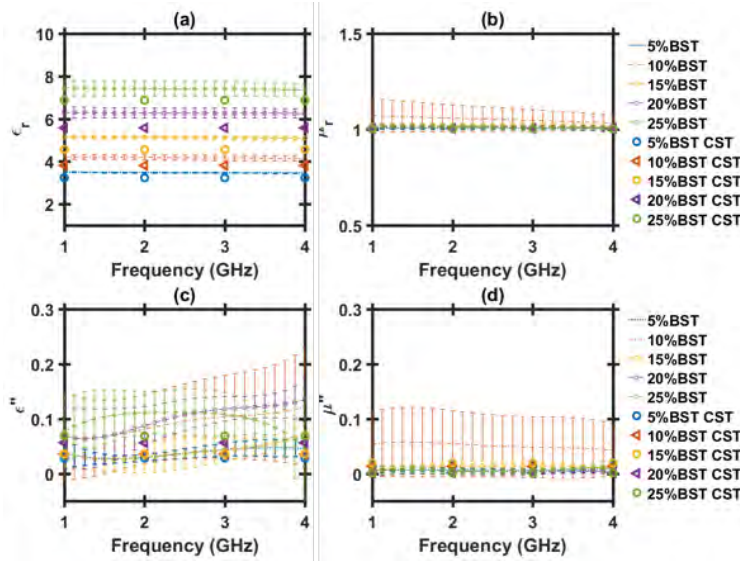 (a)
10
8
6
4
2
ϵr
1 2 3 4
Frequency (GHz)
(b)
1.5
1
0.5
μr
1 2 3 4
Frequency (GHz)
5%BST
10%BST
15%BST
20%BST
25%BST
5%BST CST
10%BST CST
15%BST CST
20%BST CST
25%BST CST
(c)
0.3
0.2
0.1
0
ϵ"
1 2 3 4
Frequency (GHz)
(d)
0.3
0.2
0.1
0
μ"
1 2 3 4
Frequency (GHz)
5%BST
10%BST
15%BST
20%BST
25%BST
5%BST CST
10%BST CST
15%BST CST
20%BST CST
25%BST CST